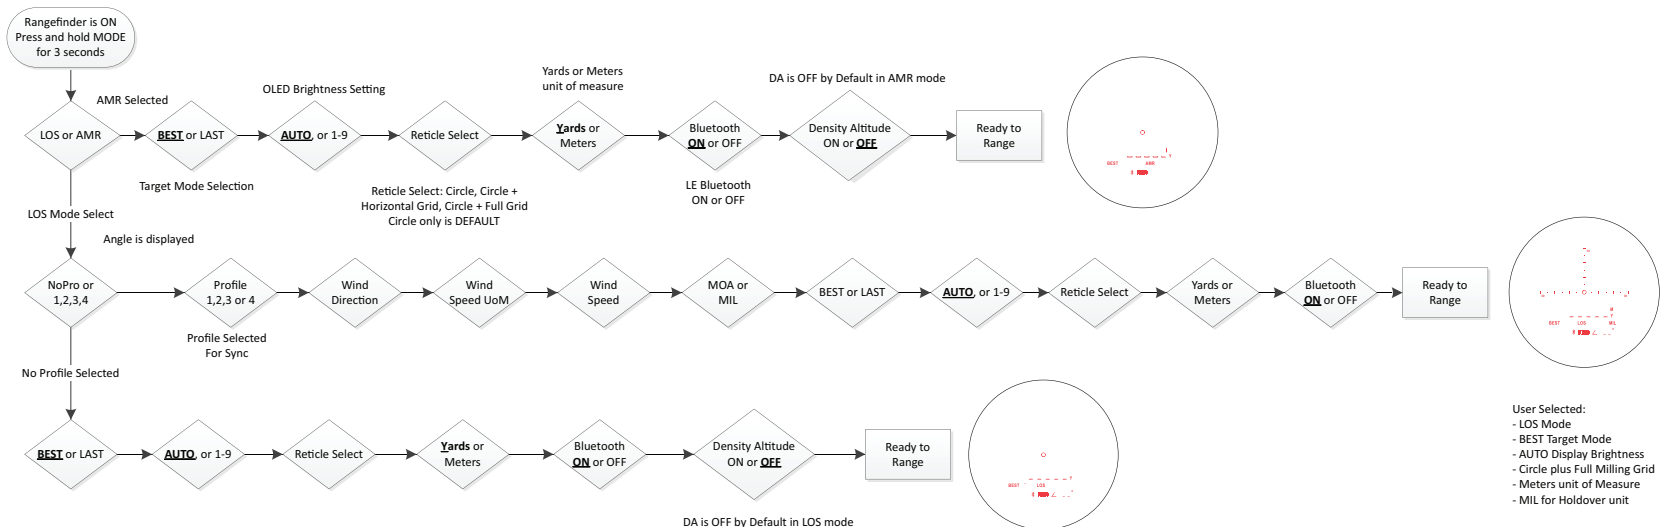 Rangefinder is ON
Press and hold MODE
for 3 seconds
LOS or AMR
AMR Selected
BEST or LAST
Target Mode Selection
OLED Brightness Setting
AUTO, or 1-9
Reticle Select
Reticle Select: Circle, Circle +
Horizontal Grid, Circle + Full Grid
Circle only is DEFAULT
Yards or Meters
unit of measure
Yards or
Meters
Bluetooth
ON or OFF
LE Bluetooth
ON or OFF
DA is OFF by Default in AMR mode
Density Altitude
ON or OFF
Ready to
Range
BEST
AMR
LOS Mode Select
Angle is displayed
NoPro or
1,2,3,4
Profile
1,2,3 or 4
Profile Selected
For Sync
Wind
Direction
Wind
Speed UoM
Wind
Speed
MOA or
MIL
BEST or LAST
AUTO, or 1-9
Reticle Select
Yards or
Meters
Bluetooth
ON or OFF
Ready to
Range
M
BEST
LOS
MIL
User Selected:
- LOS Mode
- BEST Target Mode
- AUTO Display Brightness
- Circle plus Full Milling Grid
- Meters unit of Measure
- MIL for Holdover unit
No Profile Selected
BEST or LAST
AUTO, or 1-9
Reticle Select
Yards or
Meters
Bluetooth
ON or OFF
Density Altitude
ON or OFF
DA is OFF by Default in LOS mode
Ready to
Range
BEST
LOS